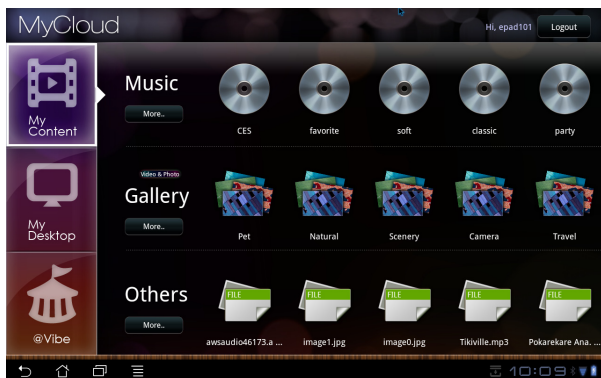 MyCloud
Hi, epad101
Logout
My
Content
Music
More..
CES
favorite
soft
classic
party
My
Desktop
Video & Photo
Gallery
More..
Pet
Natural
Scenery
Camera
Travel
@Vibe
Others
More..
FILE
FILE
FILE
FILE
FILE
awsaudio46173.a ...
image1.jpg
image0.jpg
Tikiville.mp3
Pokarekare Ana. ...
10:09